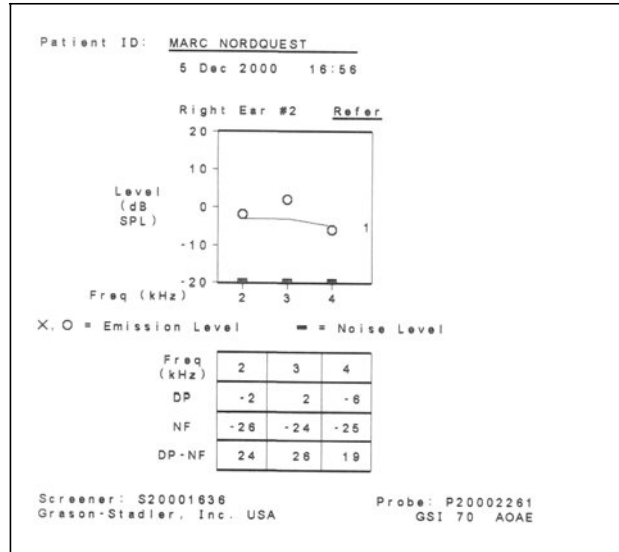 Patient ID: MARC NORDQUEST
5 Dec 2000 16:56
Right Ear #2 Refer
20
10
Level
(dB
SPL)
0
-10
1
-20
Freq (kHz) 2 3 4
X, O = Emission Level = Noise Level
Freq
(kHz) 2 3 4
DP -2 2 -6
NF -26 -24 -25
DP-NF 24 26 19
Screener: S20001636 Probe: P20002261
Grason-Stadler, Inc. USA GSI 70 AOAE